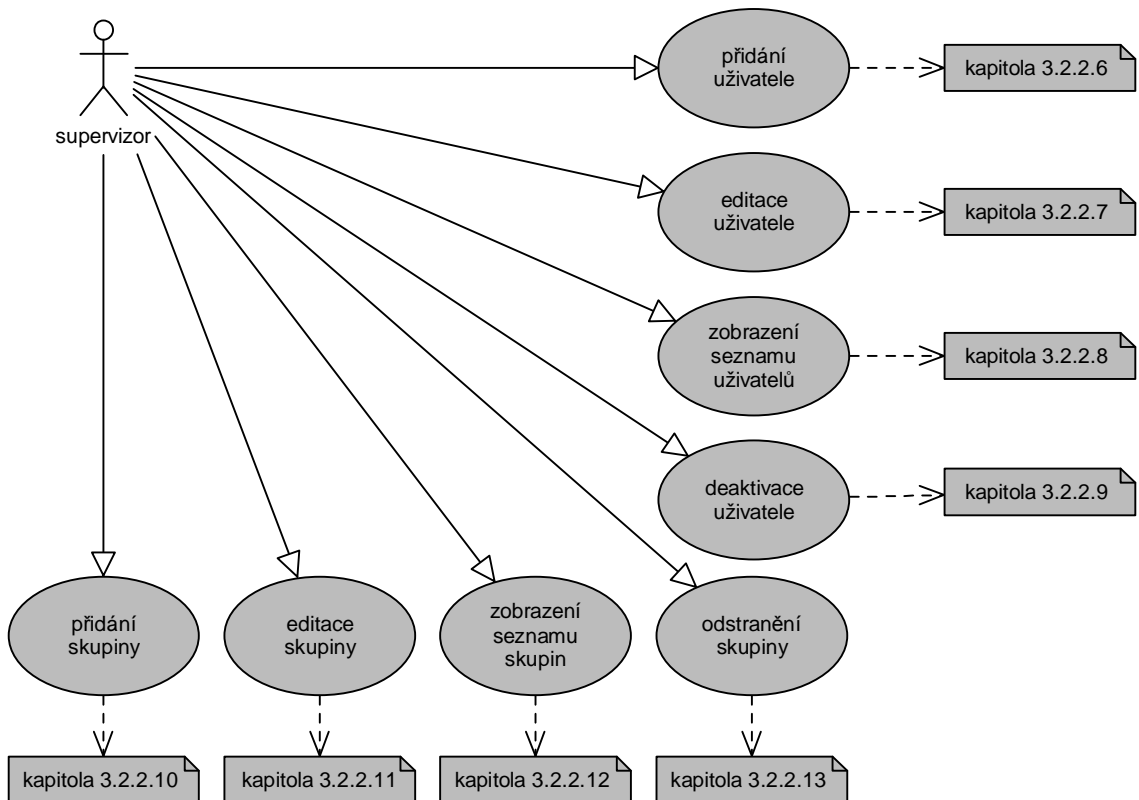 přidání
uživatele
kapitola 3.2.2.6
supervizor
editace
uživatele
kapitola 3.2.2.7
zobrazení
seznamu
uživatelů
kapitola 3.2.2.8
deaktivace
uživatele
kapitola 3.2.2.9
přidání
skupiny
editace
skupiny
zobrazení
seznamu
skupin
odstranění
skupiny
kapitola 3.2.2.10
kapitola 3.2.2.11
kapitola 3.2.2.12
kapitola 3.2.2.13